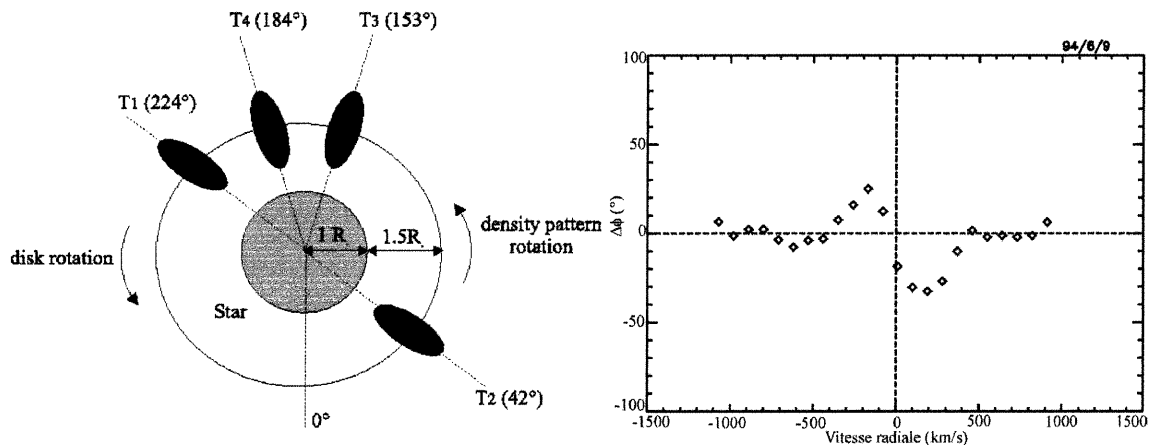 T4 (184°)
T3 (153°)
T1 (224°)
1 R
1.5R
disk rotation
density pattern
rotation
Star
T2 (42°)
0°
94/6/9
100
50
0
-50
-100
Δϕ (°)
-1500
-1000
-500
0
500
1000
1500
Vitesse radiale (km/s)